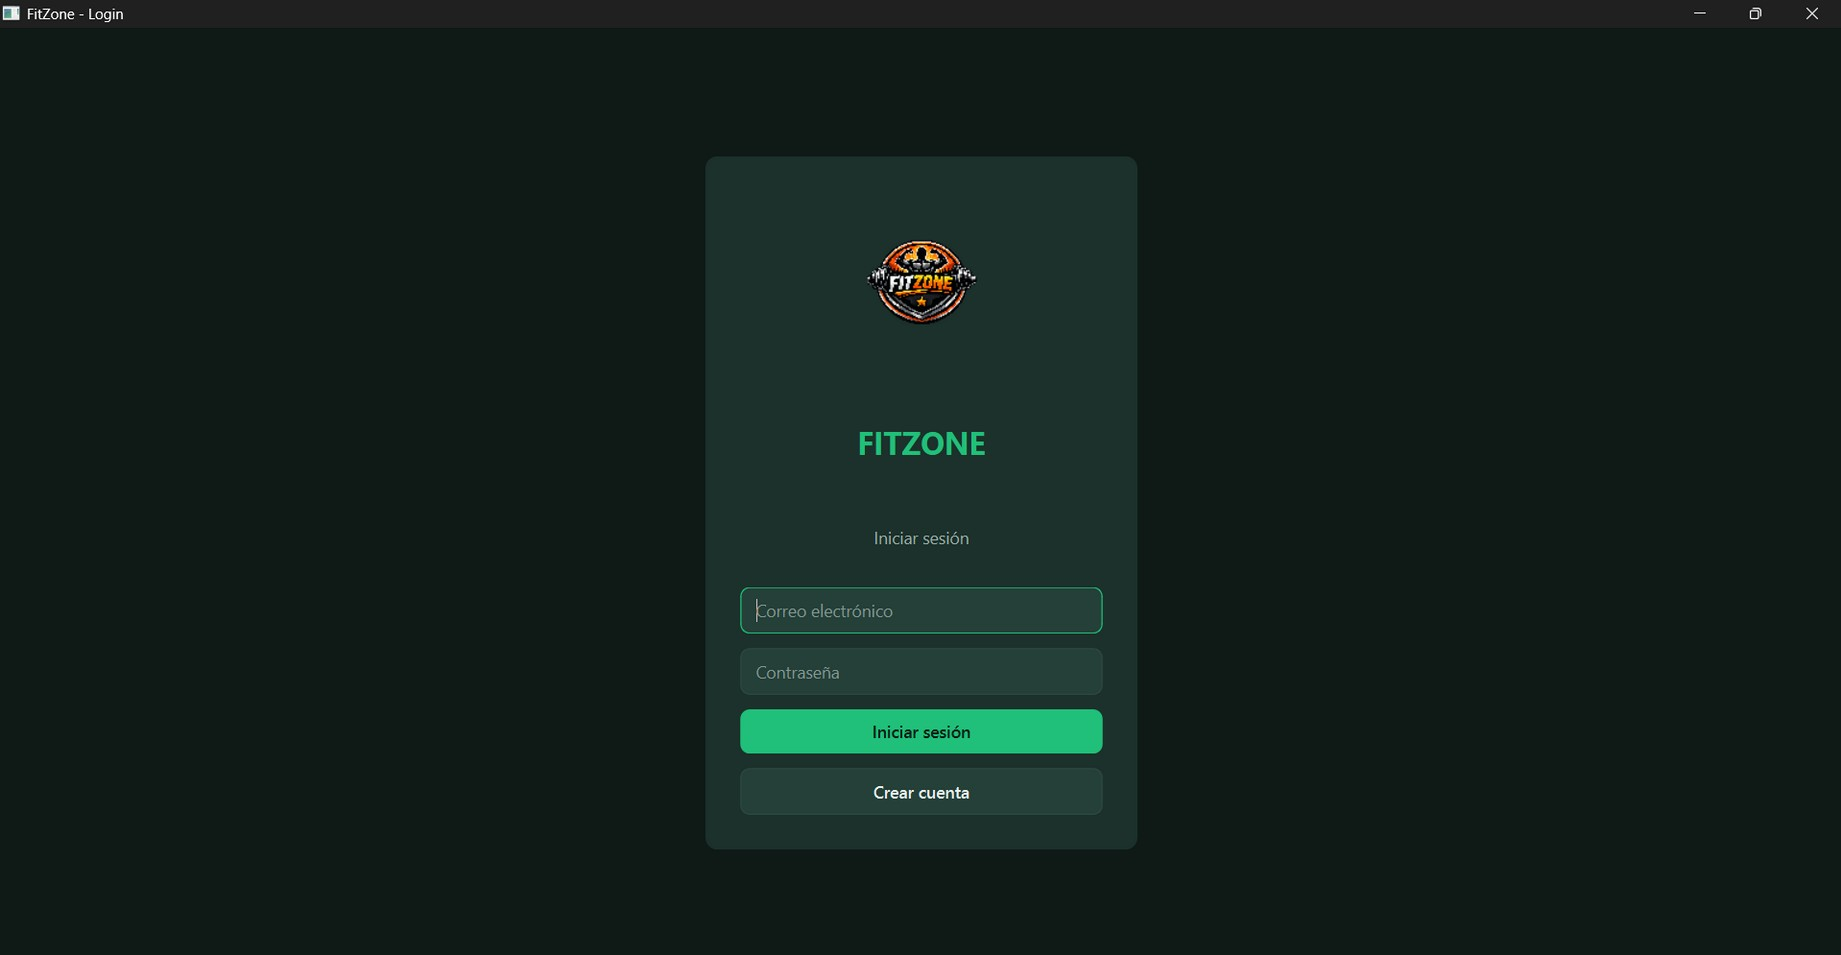 FitZone - Login
FITZONE
FITZONE
Iniciar sesión
Correo electrónico
Contraseña
Iniciar sesión
Crear cuenta